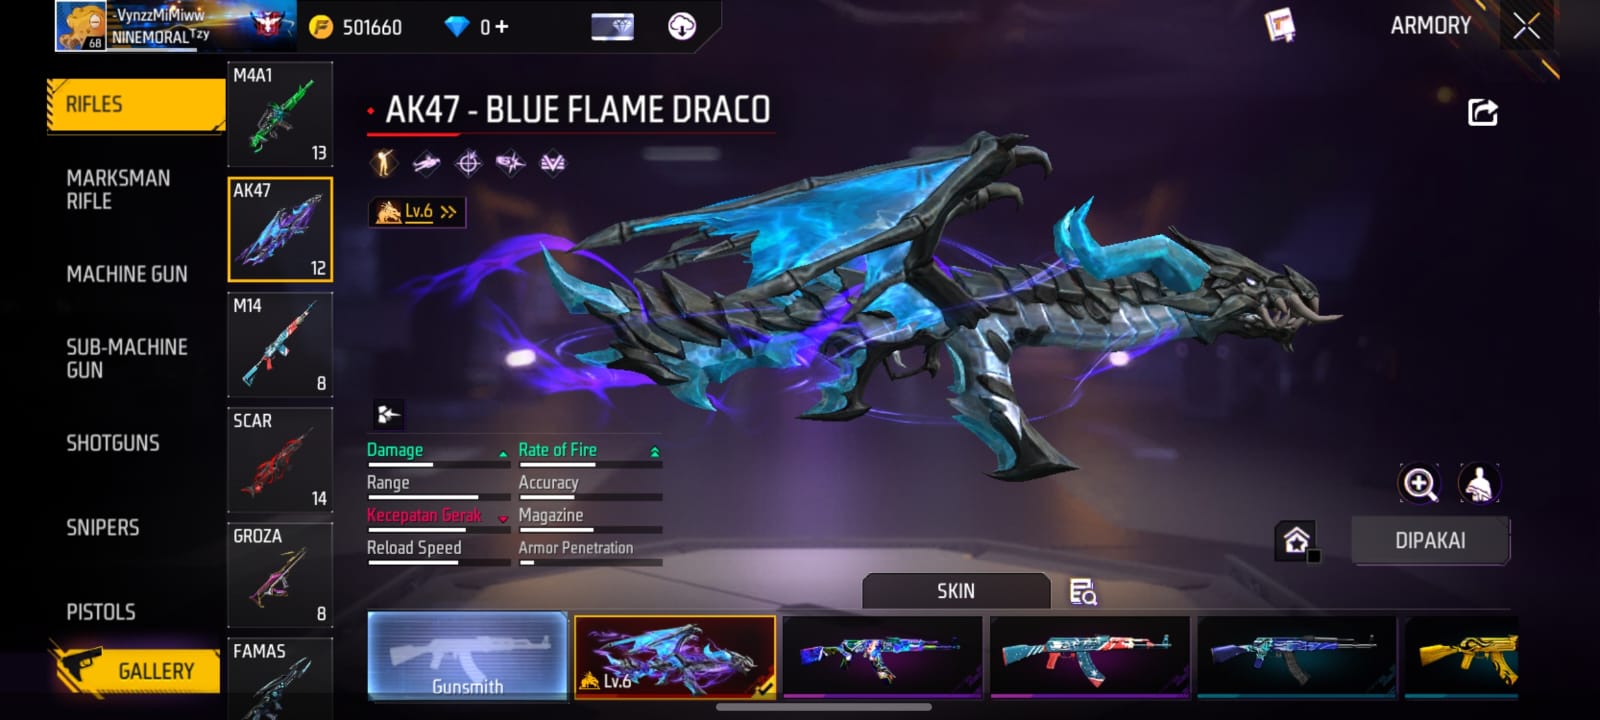 -VynzzMiMiww
NINEMORALTzy
68
501660
0+
ARMORY
RIFLES
MARKSMAN
RIFLE
MACHINE GUN
SUB-MACHINE
GUN
SHOTGUNS
SNIPERS
PISTOLS
GALLERY
M4A1
13
AK47
12
M14
8
SCAR
14
GROZA
8
FAMAS
AK47 - BLUE FLAME DRACO
Lv.6
Damage
Rate of Fire
Range
Accuracy
Kecepatan Gerak
Magazine
Reload Speed
Armor Penetration
DIPAKAI
SKIN
Gunsmith
Lv.6